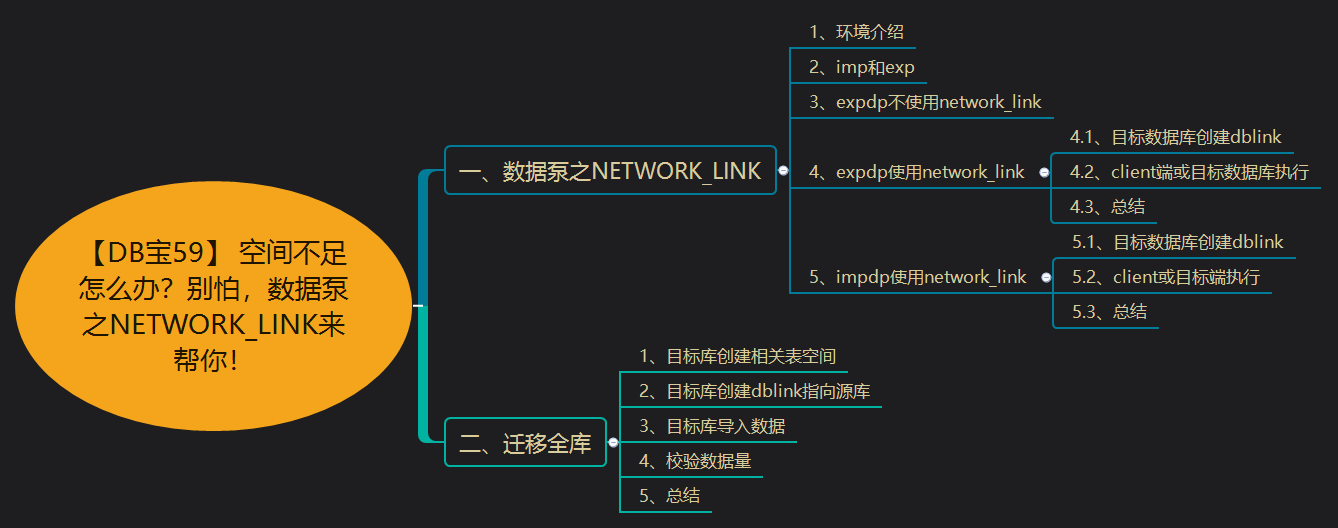 【DB宝59】 空间不足
怎么办？别怕，数据泵
之NETWORK_LINK来
帮你！
一、数据泵之NETWORK_LINK
1、环境介绍
2、imp和exp
3、expdp不使用network_link
4、expdp使用network_link
4.1、目标数据库创建dblink
4.2、client端或目标数据库执行
4.3、总结
5、impdp使用network_link
5.1、目标数据库创建dblink
5.2、client或目标端执行
5.3、总结
二、迁移全库
1、目标库创建相关表空间
2、目标库创建dblink指向源库
3、目标库导入数据
4、校验数据量
5、总结